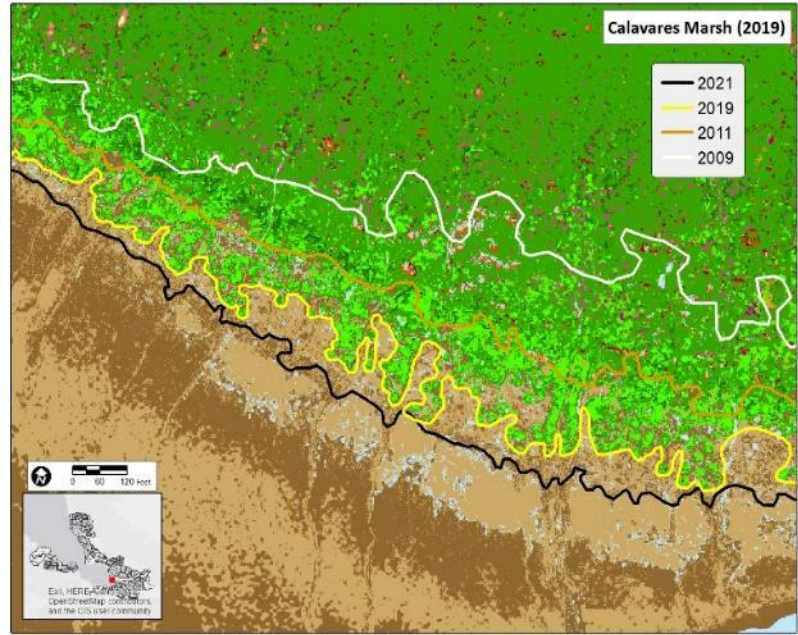 Calavares Marsh (2019)
2021
2019
2011
2009
N
0 60 120 Feet
Esri, HERE,
OpenStreetMap contributors,
and the GIS user community